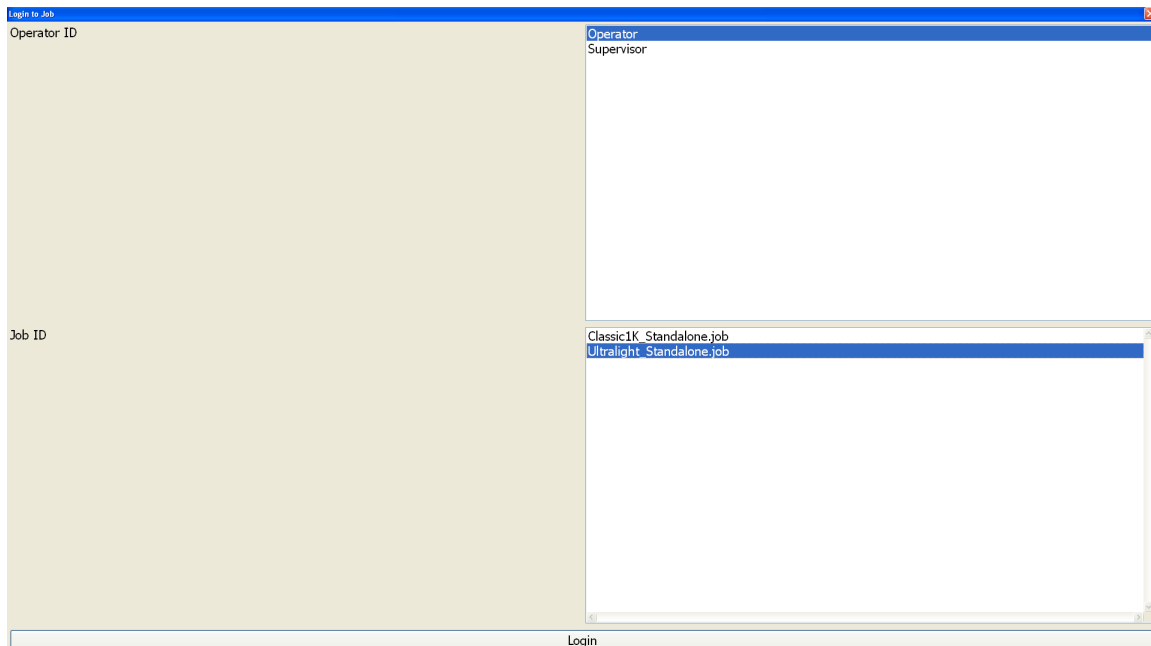 Login to Job
Operator ID
Operator
Supervisor
Job ID
Classic1K_Standalone.job
Ultralight_Standalone.job
Login